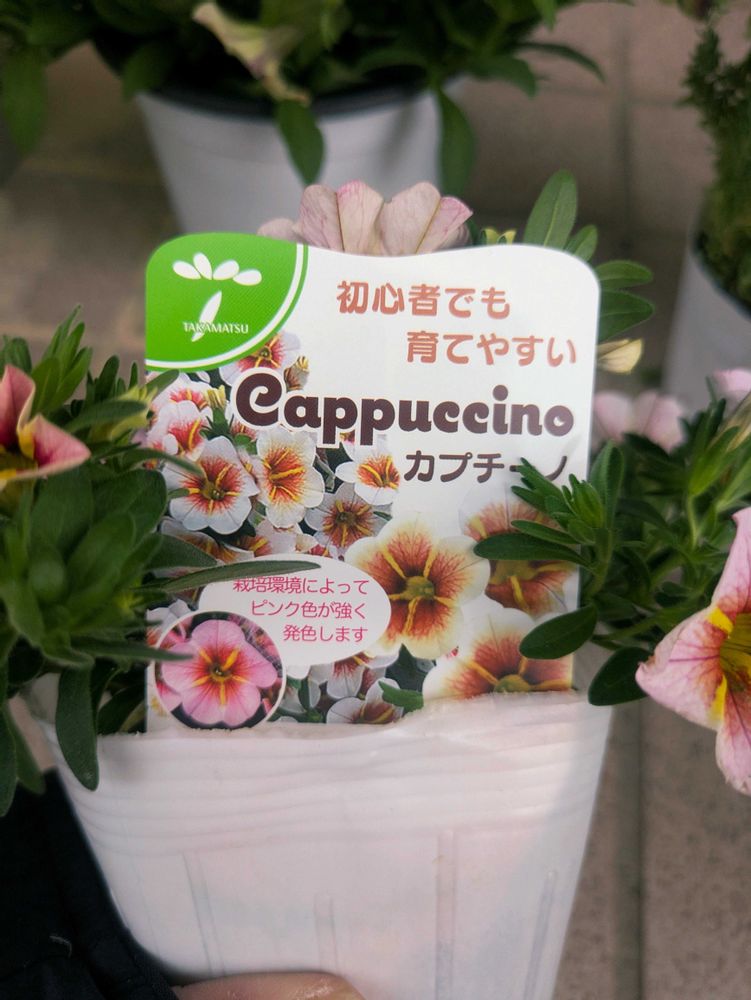 TAKAMATSU
初心者でも
育てやすい
Cappuccino
カプチーノ
栽培環境によって
ピンク色が強く
発色します